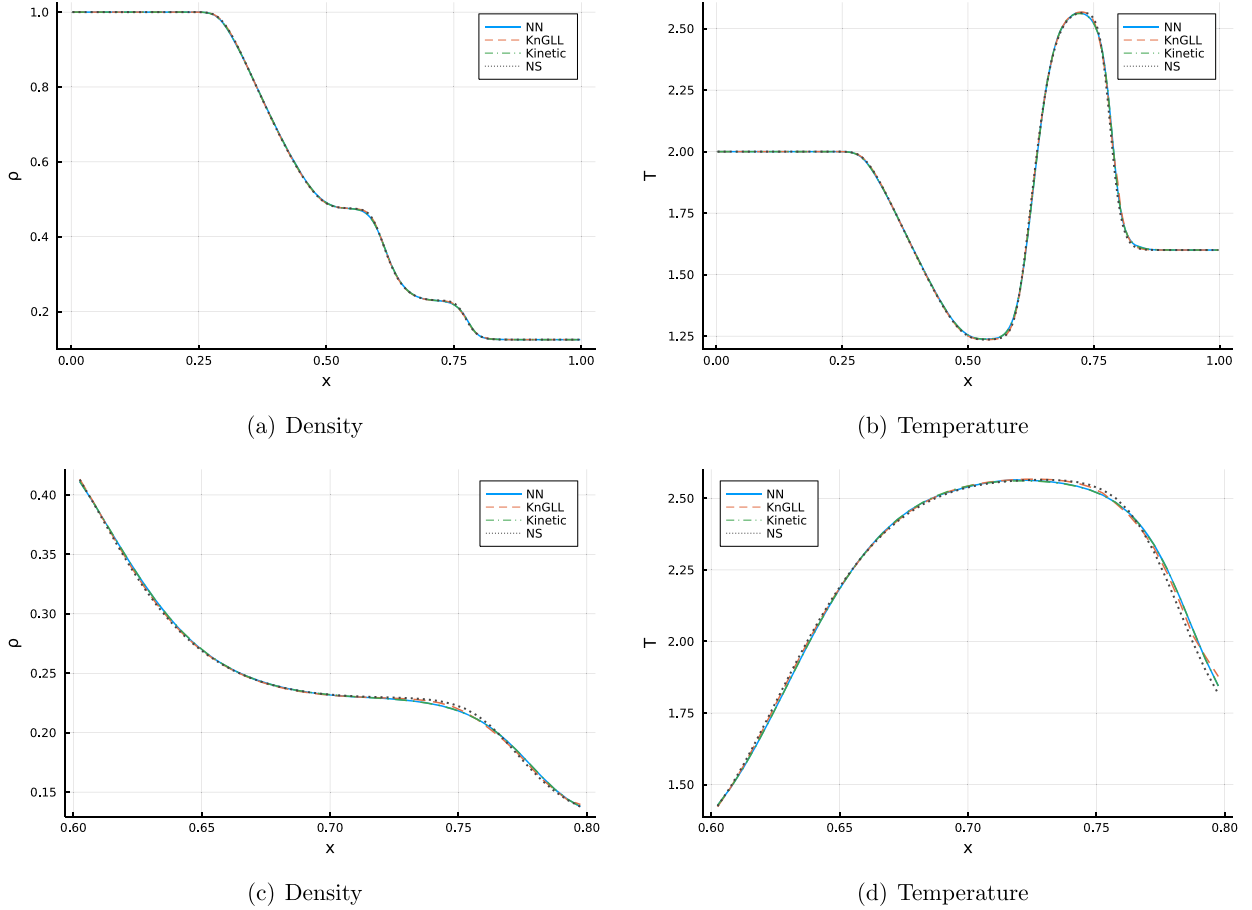 1.0
0.8
0.6
0.4
0.2
ρ
0.00
0.25
0.50
0.75
1.00
x
NN
KnGLL
Kinetic
NS
(a) Density
2.50
2.25
2.00
1.75
1.50
1.25
T
0.00
0.25
0.50
0.75
1.00
x
NN
KnGLL
Kinetic
NS
(b) Temperature
0.40
0.35
0.30
0.25
0.20
0.15
ρ
0.60
0.65
0.70
0.75
0.80
x
NN
KnGLL
Kinetic
NS
(c) Density
2.50
2.25
2.00
1.75
1.50
T
0.60
0.65
0.70
0.75
0.80
x
NN
KnGLL
Kinetic
NS
(d) Temperature